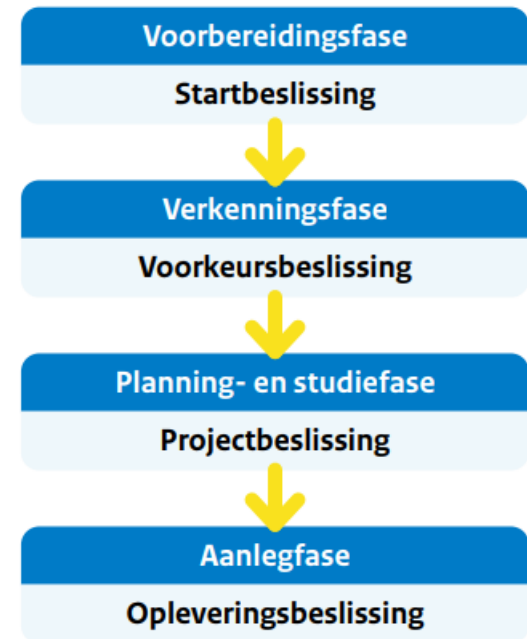 Voorbereidingsfase
Startbeslissing
Verkenningsfase
Voorkeursbeslissing
Planning- en studiefase
Projectbeslissing
Aanlegfase
Opleveringsbeslissing